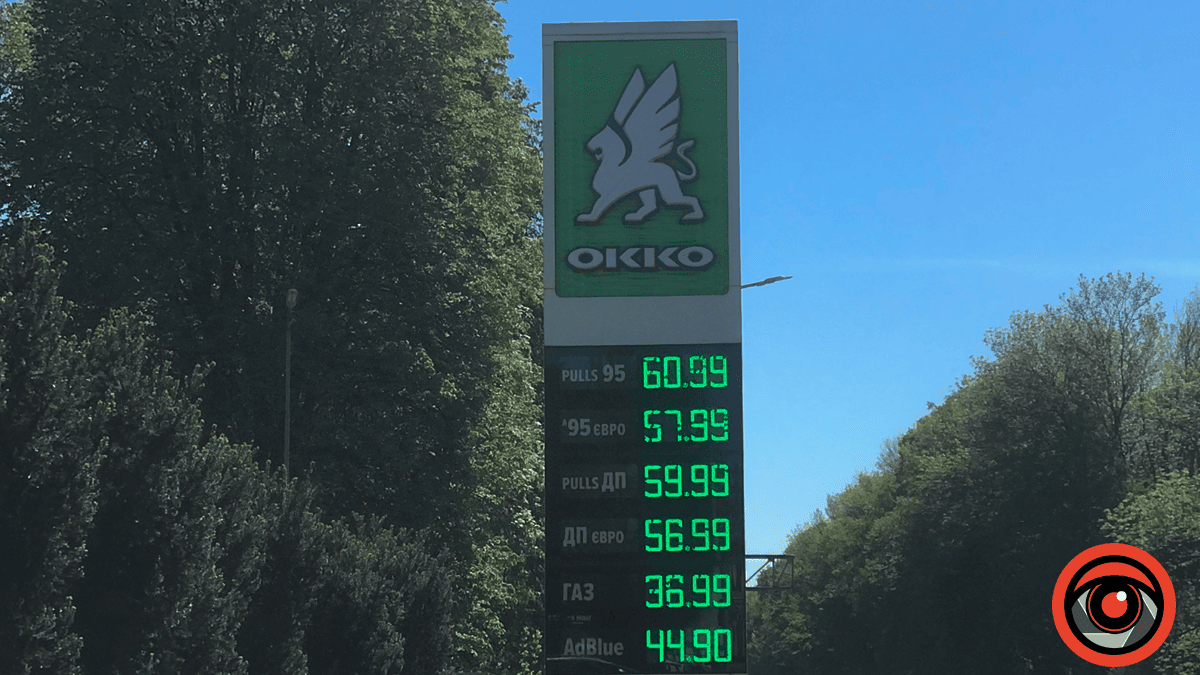 OKKO
PULLS 95 60.99
'95 ЄВРО 57.99
PULLS ДП 59.99
ДП ЄВРО 56.99
ГАЗ 36.99
AdBlue 44.90